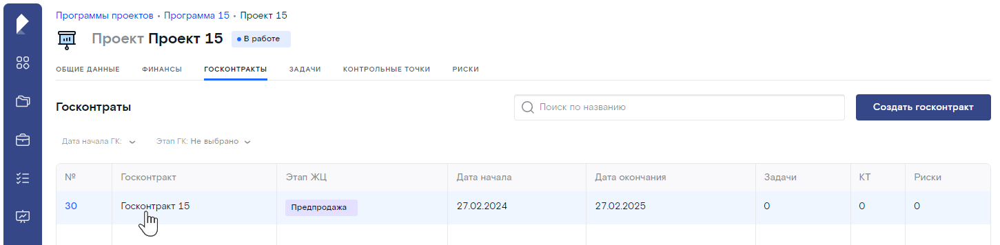 Программы проектов • Программа 15 • Проект 15
Проект Проект 15 В работе
ОБЩИЕ ДАННЫЕ ФИНАНСЫ ГОСКОНТРАКТЫ ЗАДАЧИ КОНТРОЛЬНЫЕ ТОЧКИ РИСКИ
Госконтраты Поиск по названию Создать госконтракт
Дата начала ГК: Этап ГК: Не выбрано
№ Госконтракт Этап ЖЦ Дата начала Дата окончания Задачи КТ Риски
30 Госконтракт 15 Предпродажа 27.02.2024 27.02.2025 0 0 0